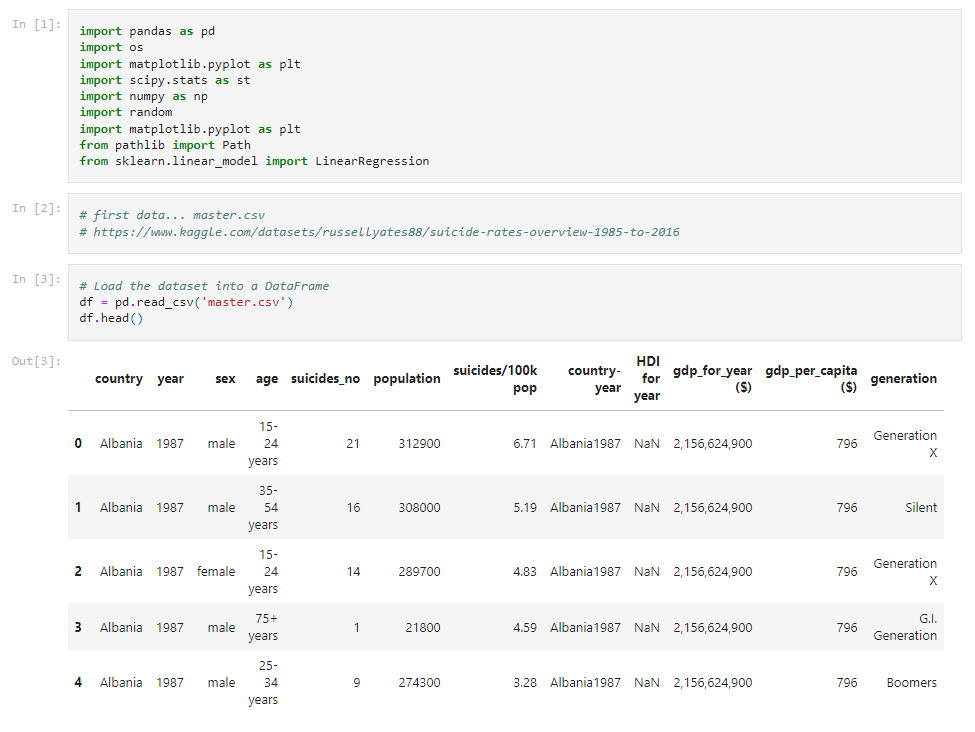 In [1]:
import pandas as pd
import os
import matplotlib.pyplot as plt
import scipy.stats as st
import numpy as np
import random
import matplotlib.pyplot as plt
from pathlib import Path
from sklearn.linear_model import LinearRegression
In [2]:
# first data... master.csv
# https://www.kaggle.com/datasets/russellyates88/suicide-rates-overview-1985-to-2016
In [3]:
# Load the dataset into a DataFrame
df = pd.read_csv('master.csv')
df.head()
Out[3]:
country year sex age suicides_no population suicides/100k pop country-year HDI for year gdp_for_year ($) gdp_per_capita ($) generation
0 Albania 1987 male 15-24 years 21 312900 6.71 Albania1987 NaN 2,156,624,900 796 Generation X
1 Albania 1987 male 35-54 years 16 308000 5.19 Albania1987 NaN 2,156,624,900 796 Silent
2 Albania 1987 female 15-24 years 14 289700 4.83 Albania1987 NaN 2,156,624,900 796 Generation X
3 Albania 1987 male 75+ years 1 21800 4.59 Albania1987 NaN 2,156,624,900 796 G.I. Generation
4 Albania 1987 male 25-34 years 9 274300 3.28 Albania1987 NaN 2,156,624,900 796 Boomers